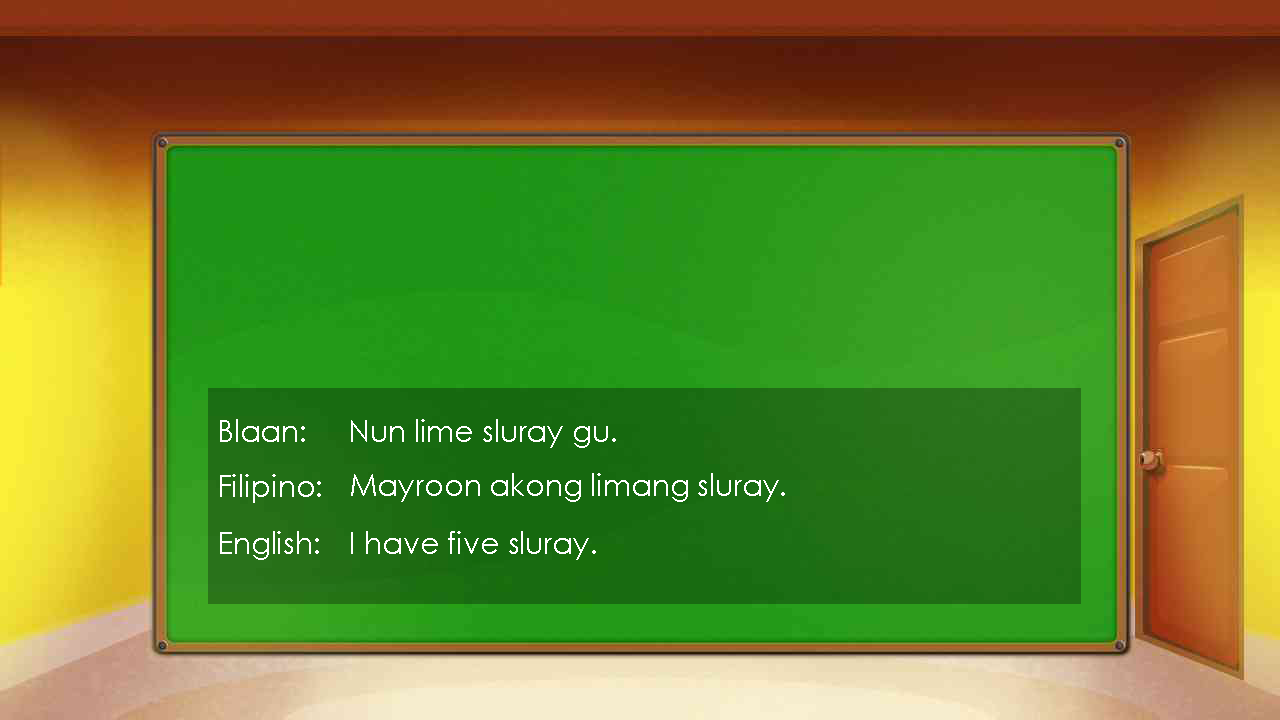 Blaan: Nun lime sluray gu.
Filipino: Mayroon akong limang sluray.
English: I have five sluray.